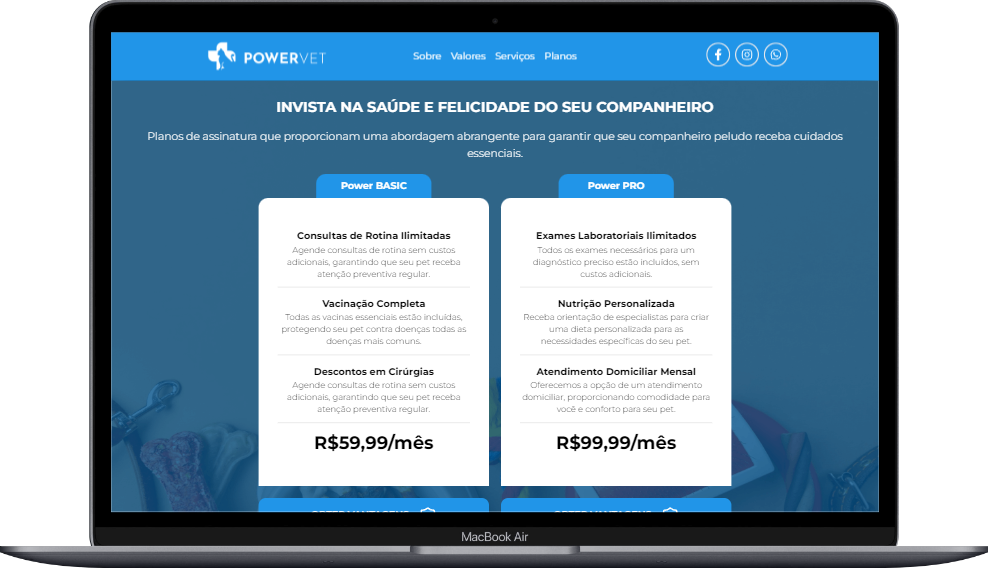 POWERVET
Sobre Valores Serviços Planos
INVISTA NA SAÚDE E FELICIDADE DO SEU COMPANHEIRO
Planos de assinatura que proporcionam uma abordagem abrangente para garantir que seu companheiro peludo receba cuidados
essenciais.
Power BASIC
Consultas de Rotina Ilimitadas
Agende consultas de rotina sem custos
adicionais, garantindo que seu pet receba
atenção preventiva regular.
Vacinação Completa
Todas as vacinas essenciais estão incluídas,
protegendo seu pet contra doenças todas as
doenças mais comuns.
Descontos em Cirúrgias
Agende consultas de rotina sem custos
adicionais, garantindo que seu pet receba
atenção preventiva regular.
R$59,99/mês
Power PRO
Exames Laboratoriais Ilimitados
Todos os exames necessários para um
diagnóstico preciso estão incluídos, sem
custos adicionais.
Nutrição Personalizada
Receba orientação de especialistas para criar
uma dieta personalizada para as
necessidades específicas do seu pet.
Atendimento Domiciliar Mensal
Oferecemos a opção de um atendimento
domiciliar, proporcionando comodidade para
você e conforto para seu pet.
R$99,99/mês
MacBook Air